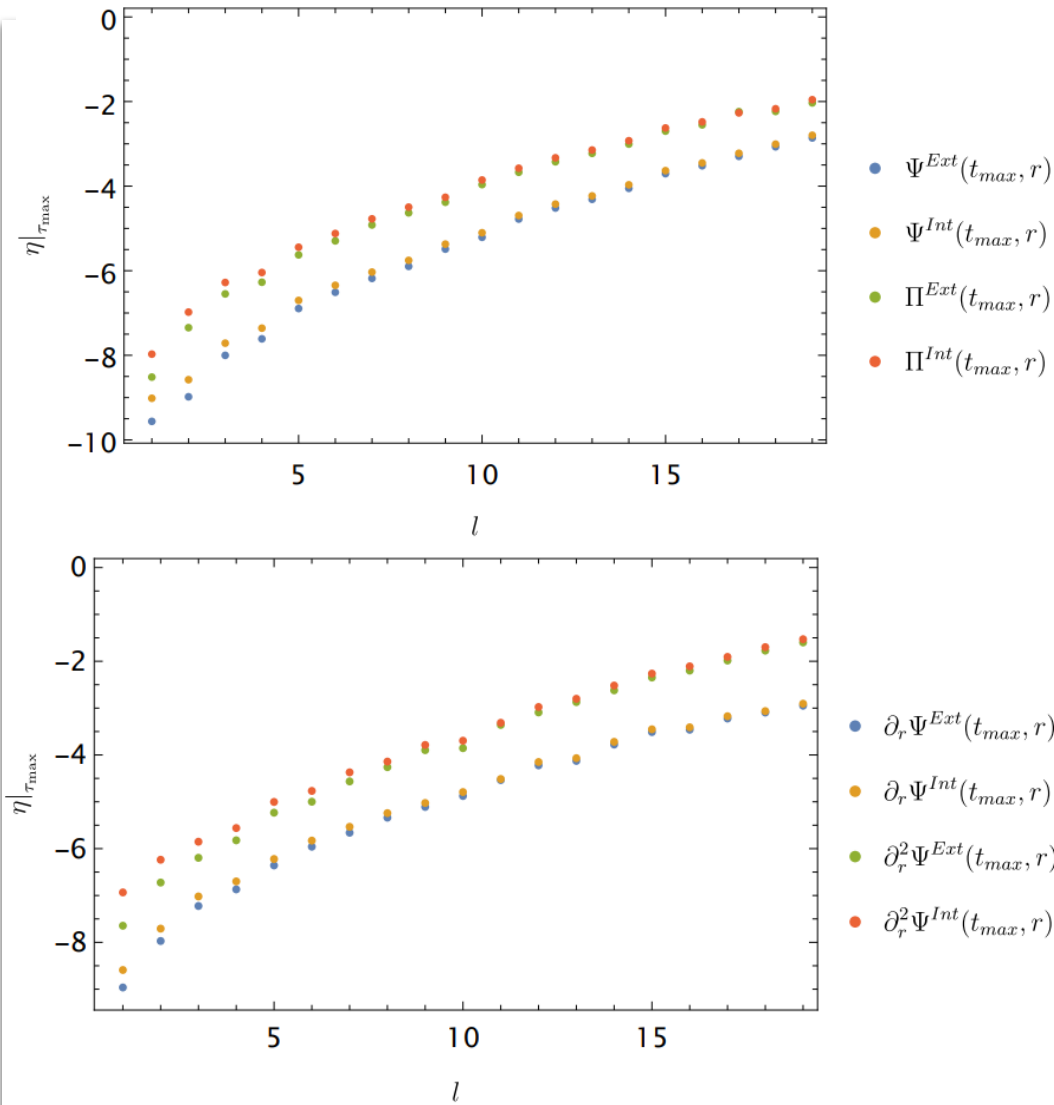 0
−2
−4
−6
−8
−10
η|τmax
5 10 15
l
Ψ^Ext(t_max, r)
Ψ^Int(t_max, r)
Π^Ext(t_max, r)
Π^Int(t_max, r)
0
−2
−4
−6
−8
η|τmax
5 10 15
l
∂_rΨ^Ext(t_max, r)
∂_rΨ^Int(t_max, r)
∂_r^2Ψ^Ext(t_max, r)
∂_r^2Ψ^Int(t_max, r)